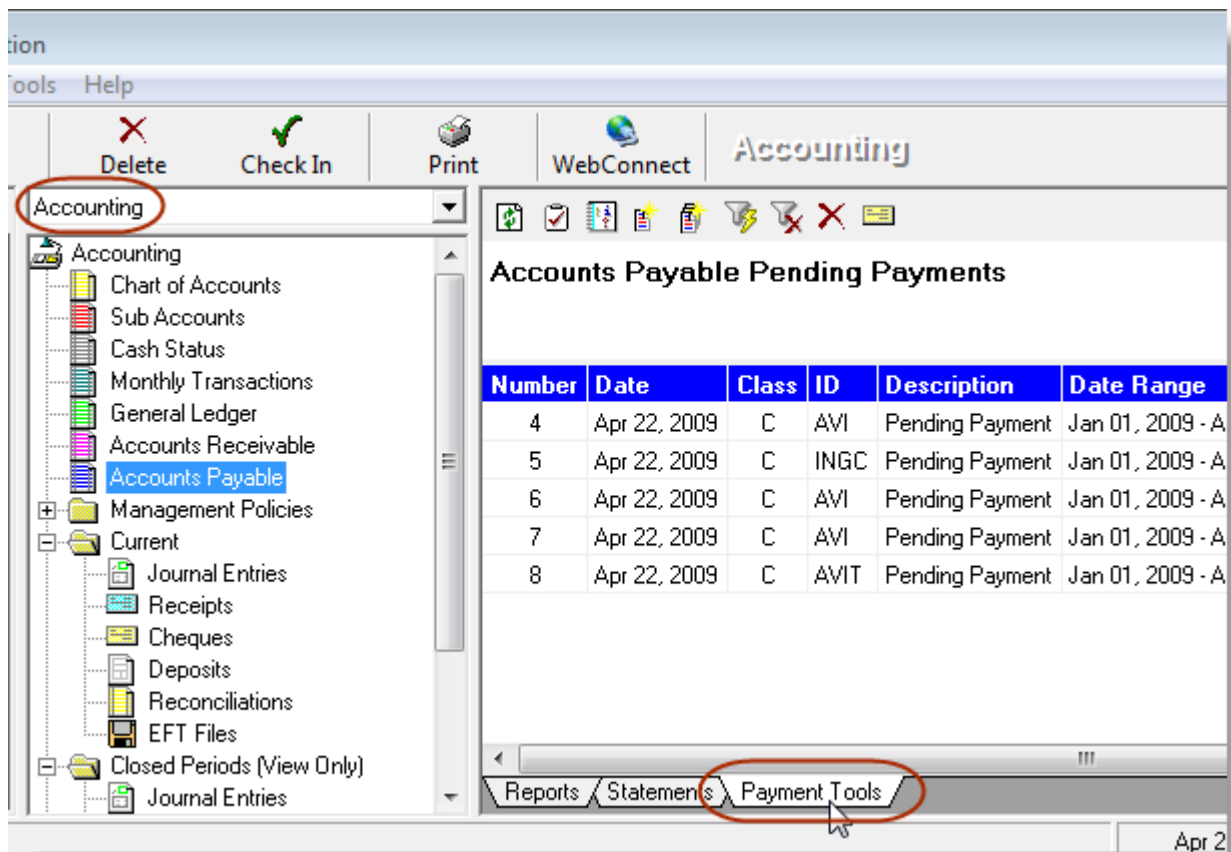 tion
Tools Help
Delete Check In Print WebConnect Accounting
Accounting
Accounting
Chart of Accounts
Sub Accounts
Cash Status
Monthly Transactions
General Ledger
Accounts Receivable
Accounts Payable
Management Policies
Current
Journal Entries
Receipts
Cheques
Deposits
Reconciliations
EFT Files
Closed Periods (View Only)
Journal Entries
Accounts Payable Pending Payments
Number Date Class ID Description Date Range
4 Apr 22, 2009 C AVI Pending Payment Jan 01, 2009 - A
5 Apr 22, 2009 C INGC Pending Payment Jan 01, 2009 - A
6 Apr 22, 2009 C AVI Pending Payment Jan 01, 2009 - A
7 Apr 22, 2009 C AVI Pending Payment Jan 01, 2009 - A
8 Apr 22, 2009 C AVIT Pending Payment Jan 01, 2009 - A
Reports Statements Payment Tools
Apr 2